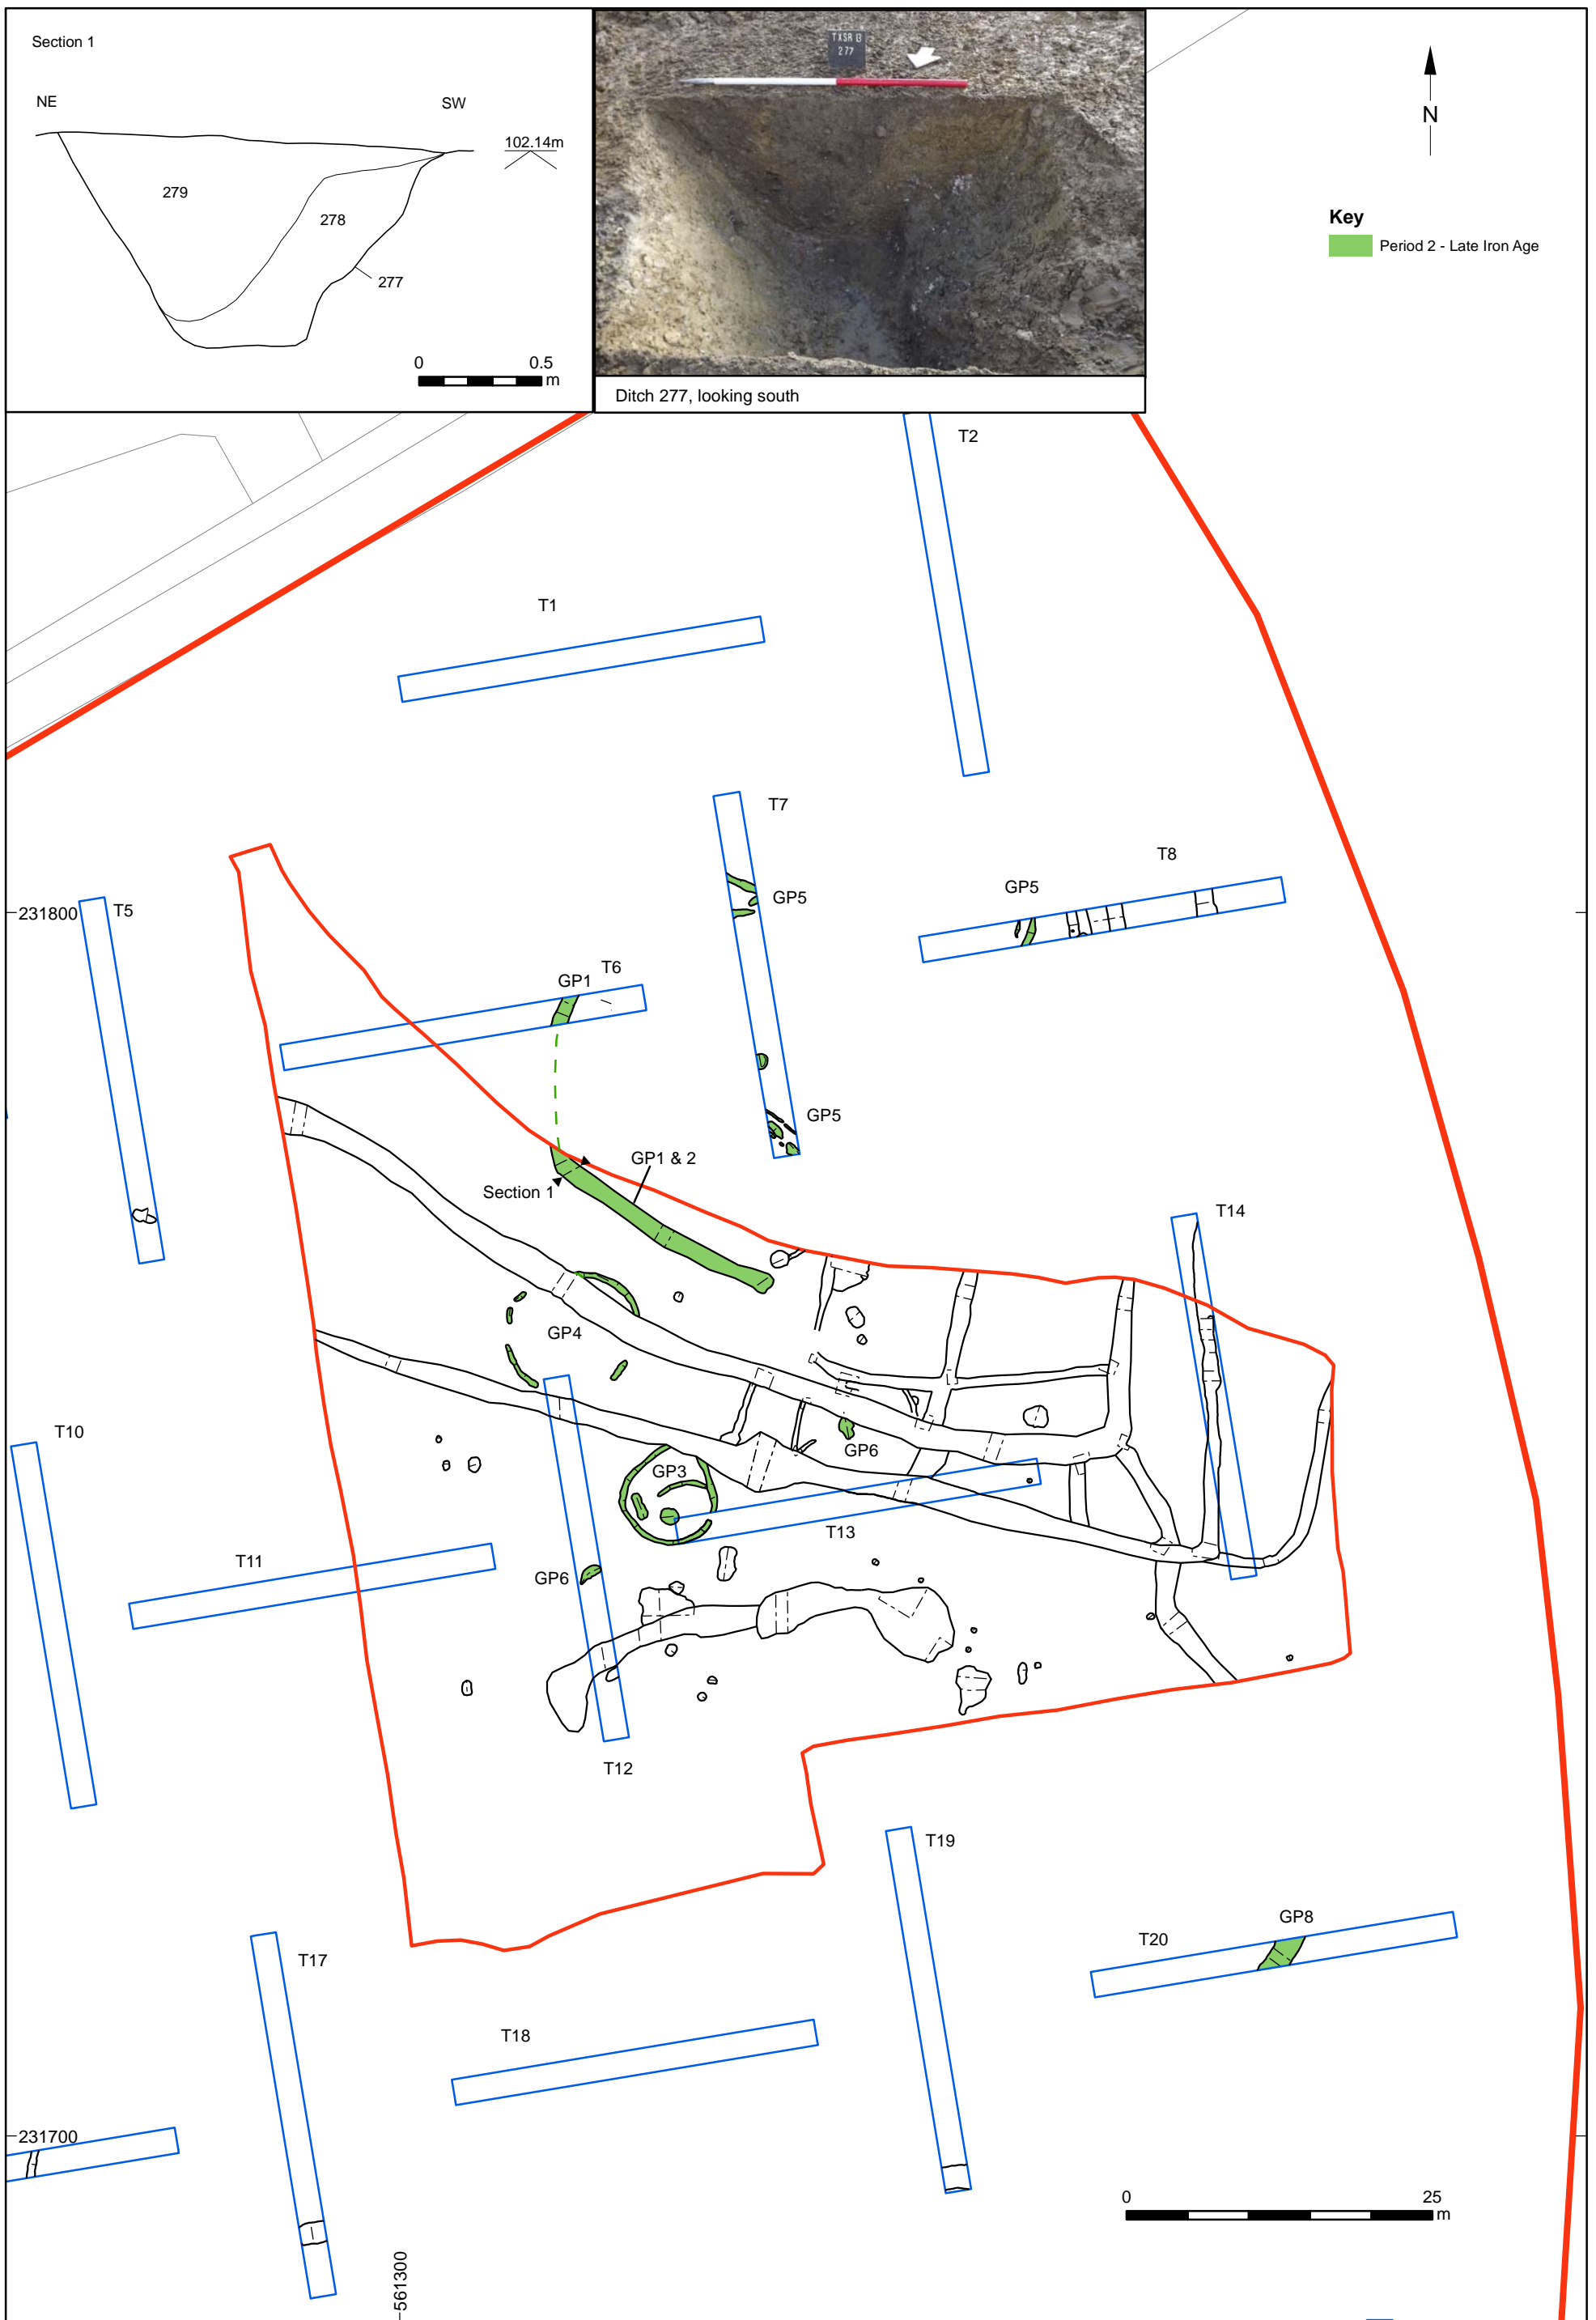 Section 1
NE
SW
102.14m
279
278
277
0
0.5
m
TXSR
277
Ditch 277, looking south
N
Key
Period 2 - Late Iron Age
T2
T1
T7
T8
GP5
GP5
231800
T5
GP1
T6
GP5
GP1 & 2
Section 1
T14
GP4
T10
GP6
GP3
T13
T11
GP6
T12
T19
GP8
T20
T17
T18
231700
0
25
m
561300